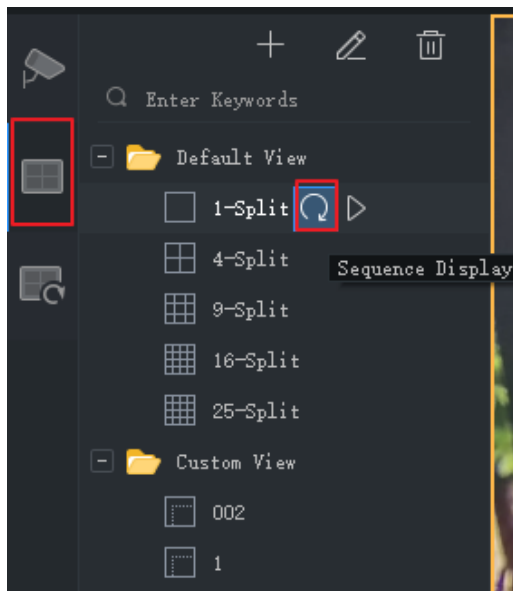 Enter Keywords
Default View
1-Split
4-Split
Sequence Display
9-Split
16-Split
25-Split
Custom View
002
1